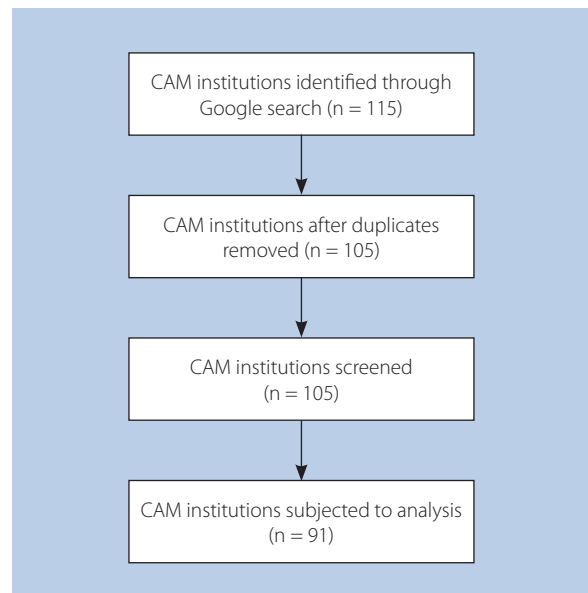 CAM institutions identified through
Google search (n = 115)
CAM institutions after duplicates
removed (n = 105)
CAM institutions screened
(n = 105)
CAM institutions subjected to analysis
(n = 91)